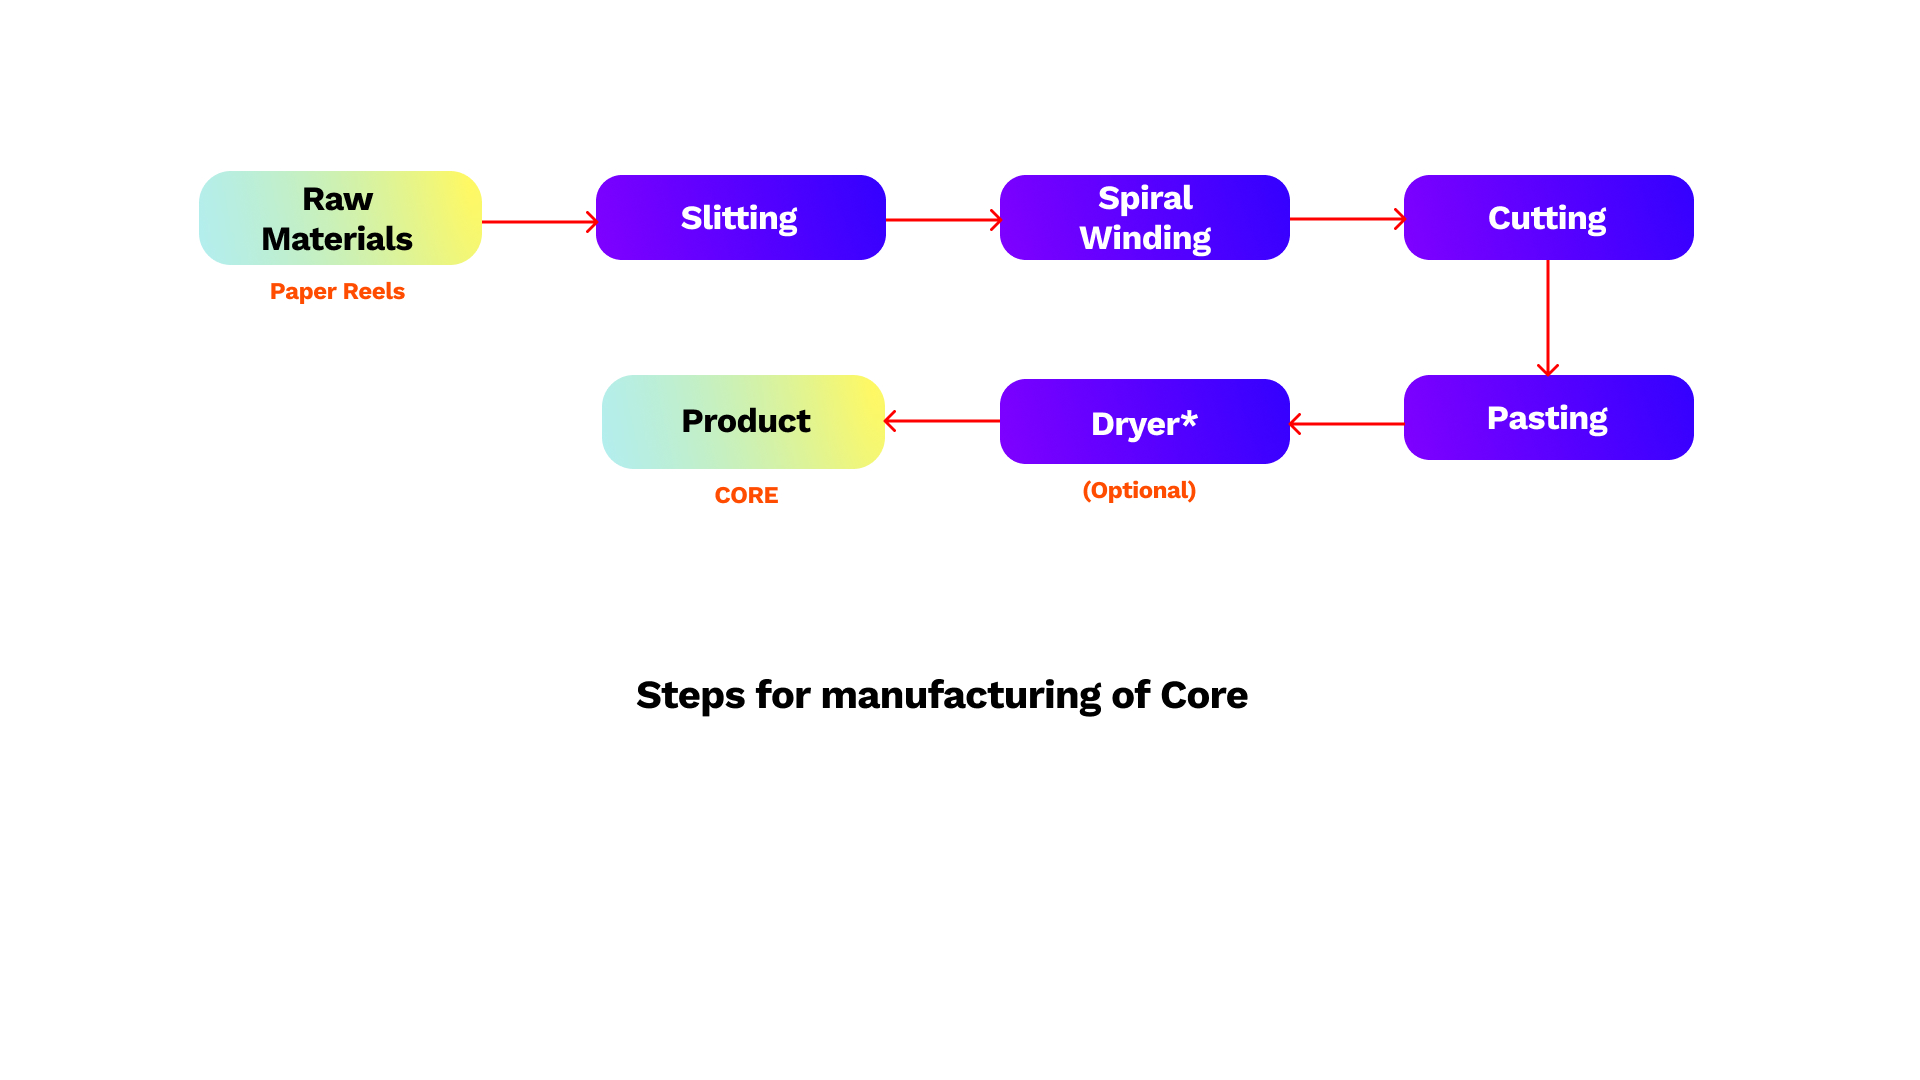 Raw
Materials
Paper Reels
Slitting
Spiral
Winding
Cutting
Pasting
Dryer*
(Optional)
Product
CORE
Steps for manufacturing of Core